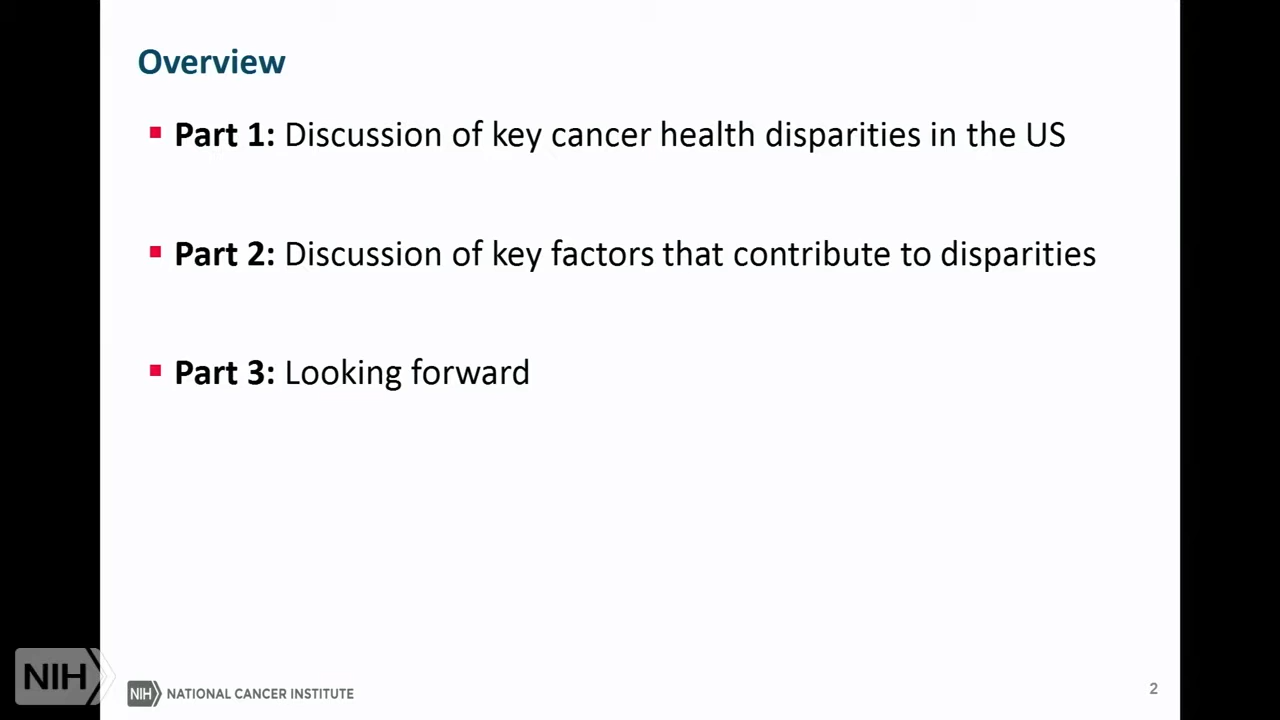 Overview
Part 1: Discussion of key cancer health disparities in the US
Part 2: Discussion of key factors that contribute to disparities
Part 3: Looking forward
NIH
NIH NATIONAL CANCER INSTITUTE
2